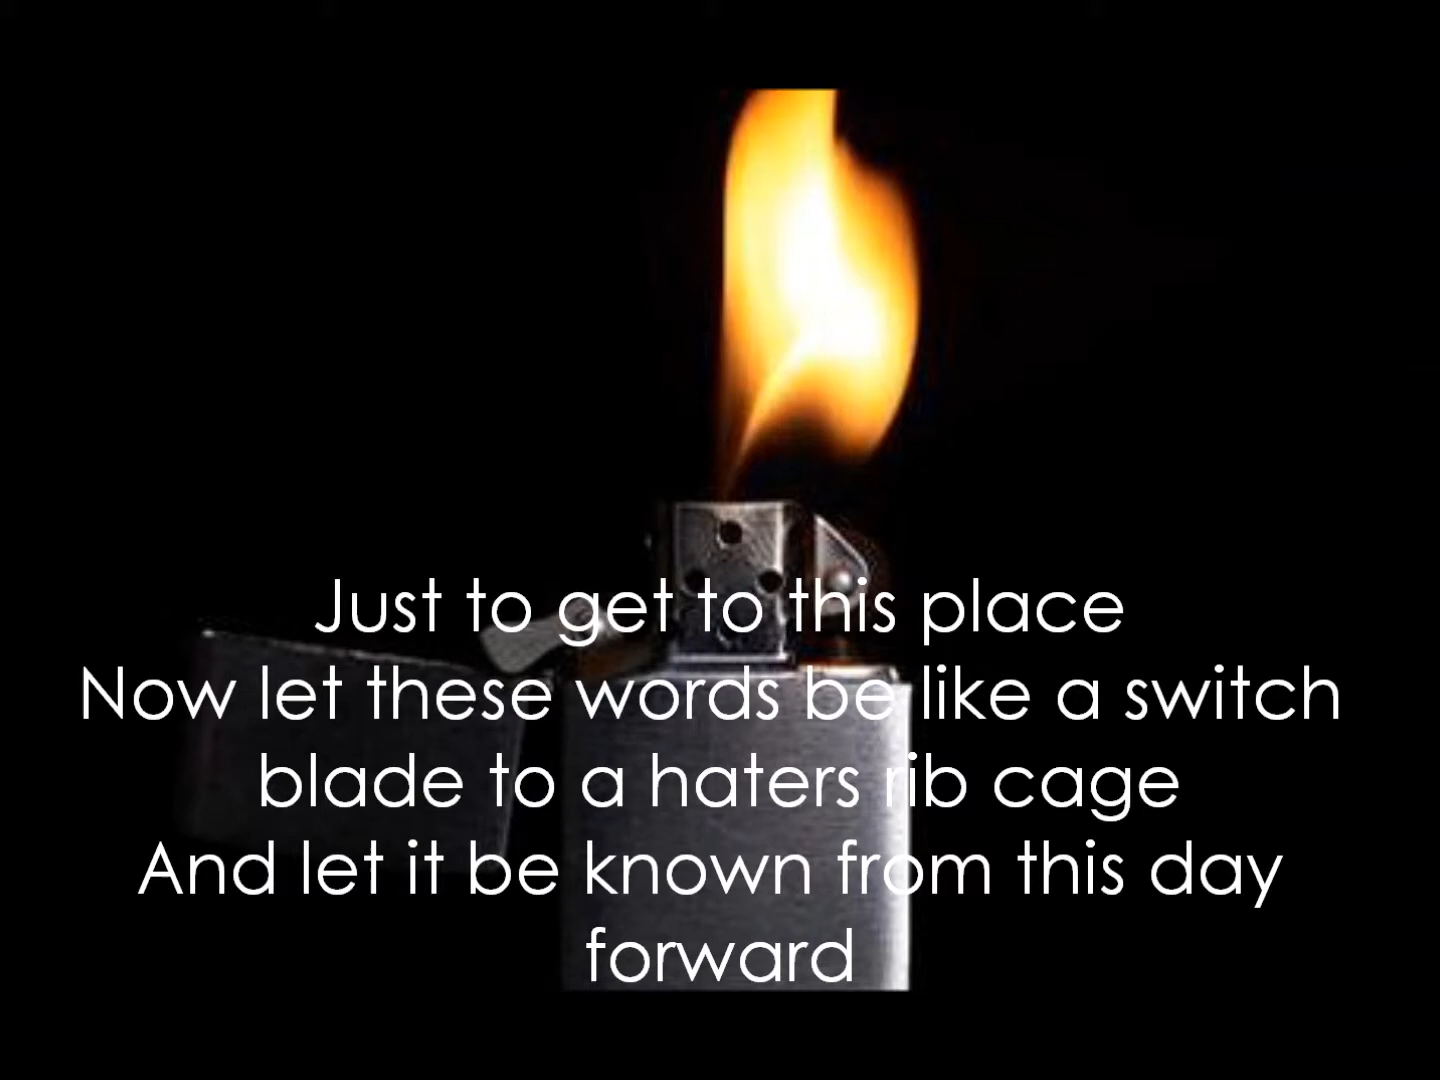 Just to get to this place
Now let these words be like a switch
blade to a haters rib cage
And let it be known from this day
forward